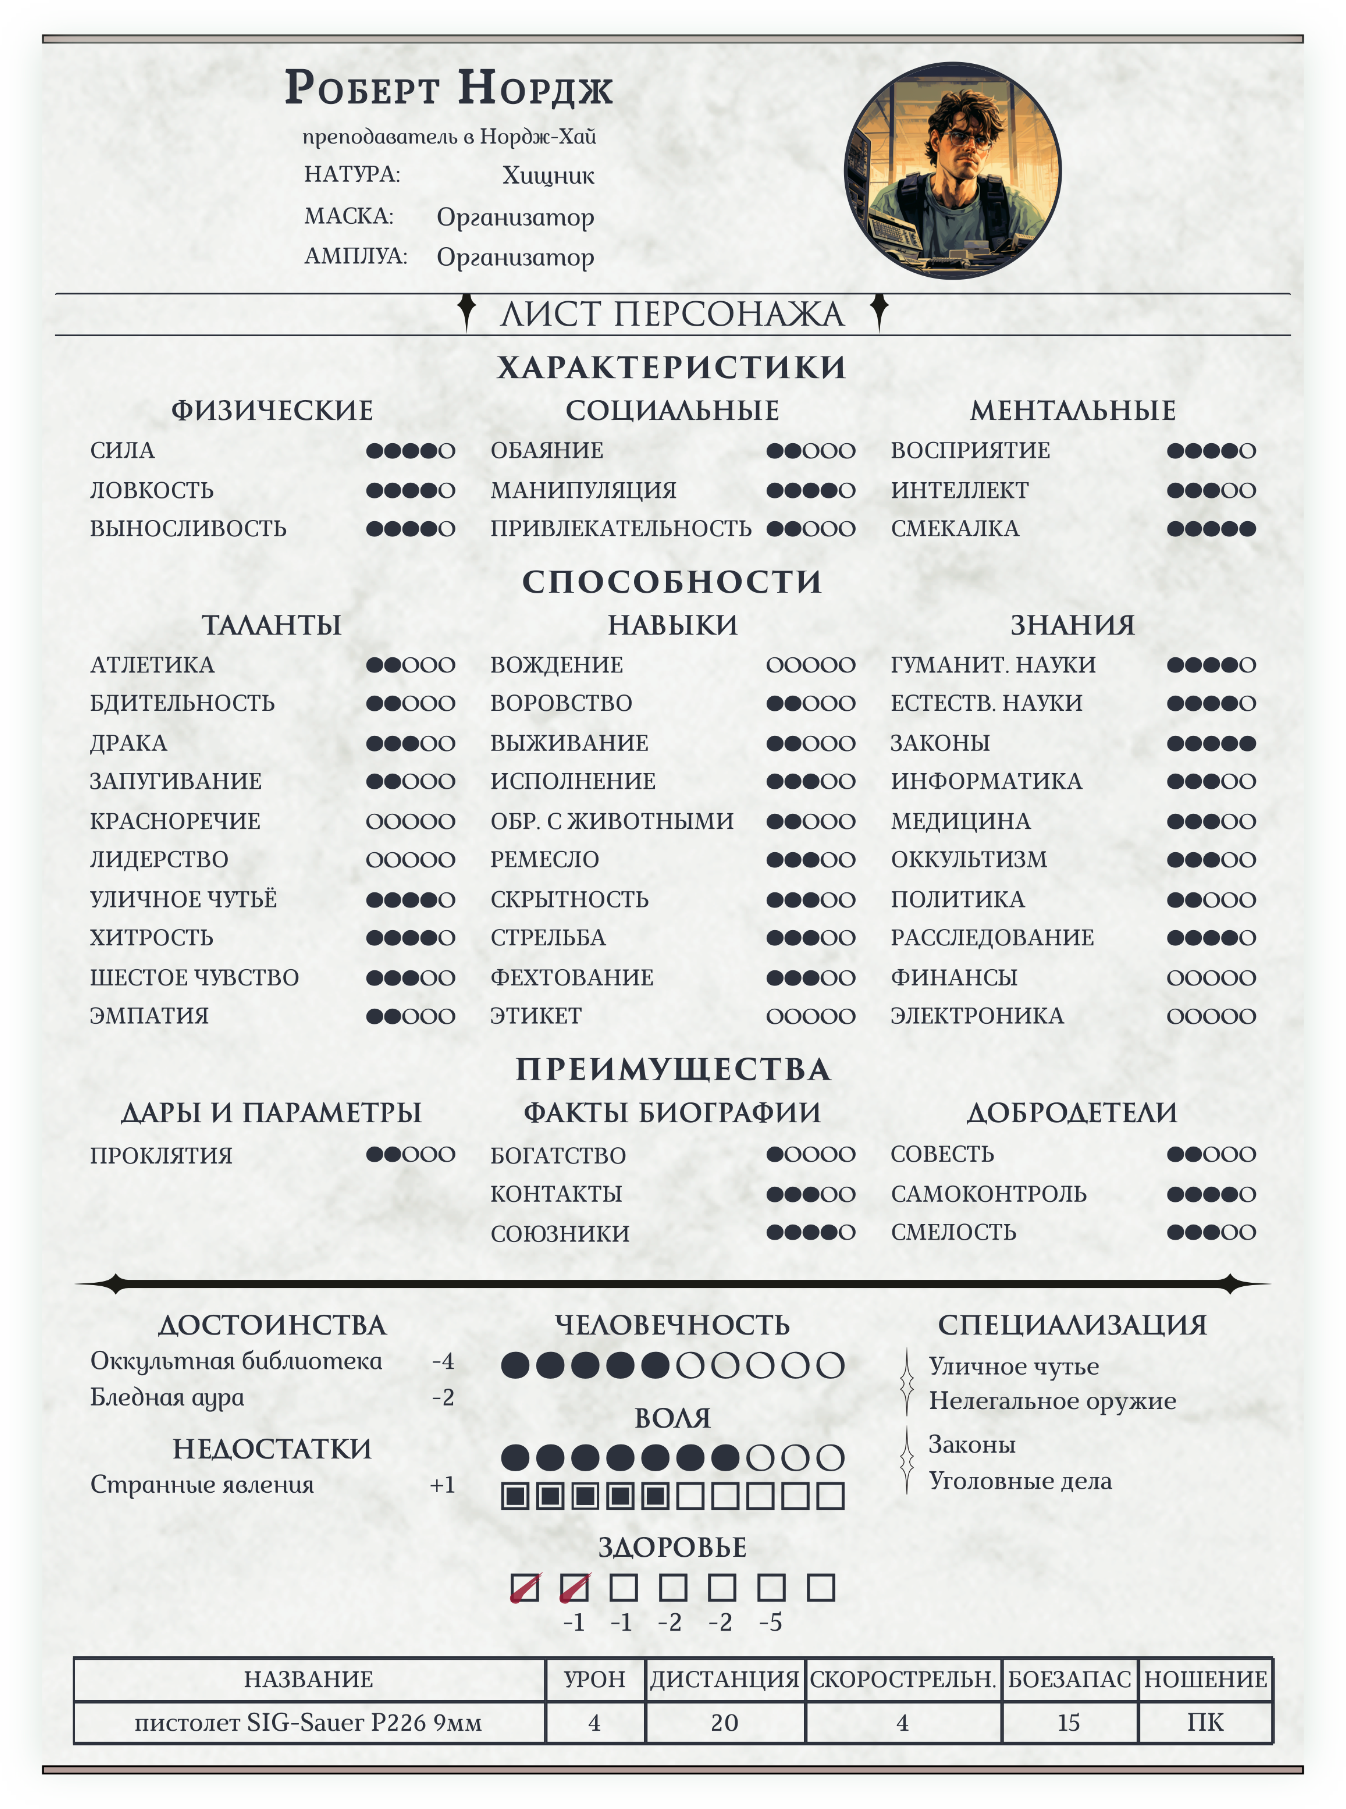 Роберт Нордж
преподаватель в Нордж-Хай
НАТУРА: Хищник
МАСКА: Организатор
АМПЛУА: Организатор
ЛИСТ ПЕРСОНАЖА
ХАРАКТЕРИСТИКИ
ФИЗИЧЕСКИЕ СОЦИАЛЬНЫЕ МЕНТАЛЬНЫЕ
СИЛА ОБАЯНИЕ ВОСПРИЯТИЕ
ЛОВКОСТЬ МАНИПУЛЯЦИЯ ИНТЕЛЛЕКТ
ВЫНОСЛИВОСТЬ ПРИВЛЕКАТЕЛЬНОСТЬ СМЕКАЛКА
СПОСОБНОСТИ
ТАЛАНТЫ НАВЫКИ ЗНАНИЯ
АТЛЕТИКА ВОЖДЕНИЕ ГУМАНИТ. НАУКИ
БДИТЕЛЬНОСТЬ ВОРОВСТВО ЕСТЕСТВ. НАУКИ
ДРАКА ВЫЖИВАНИЕ ЗАКОНЫ
ЗАПУГИВАНИЕ ИСПОЛНЕНИЕ ИНФОРМАТИКА
КРАСНОРЕЧИЕ ОБР. С ЖИВОТНЫМИ МЕДИЦИНА
ЛИДЕРСТВО РЕМЕСЛО ОККУЛЬТИЗМ
УЛИЧНОЕ ЧУТЬЁ СКРЫТНОСТЬ ПОЛИТИКА
ХИТРОСТЬ СТРЕЛЬБА РАССЛЕДОВАНИЕ
ШЕСТОЕ ЧУВСТВО ФЕХТОВАНИЕ ФИНАНСЫ
ЭМПАТИЯ ЭТИКЕТ ЭЛЕКТРОНИКА
ПРЕИМУЩЕСТВА
ДАРЫ И ПАРАМЕТРЫ ФАКТЫ БИОГРАФИИ ДОБРОДЕТЕЛИ
ПРОКЛЯТИЯ БОГАТСТВО СОВЕСТЬ
КОНТАКТЫ САМОКОНТРОЛЬ
СОЮЗНИКИ СМЕЛОСТЬ
ДОСТОИНСТВА ЧЕЛОВЕЧНОСТЬ СПЕЦИАЛИЗАЦИЯ
Оккультная библиотека -4 Уличное чутье
Бледная аура -2 Нелегальное оружие
ВОЛЯ
НЕДОСТАТКИ Законы
Странные явления +1 Уголовные дела
ЗДОРОВЬЕ
-1 -1 -2 -2 -5
НАЗВАНИЕ УРОН ДИСТАНЦИЯ СКОРОСТРЕЛЬН. БОЕЗАПАС НОШЕНИЕ
пистолет SIG-Sauer P226 9мм 4 20 4 15 ПК